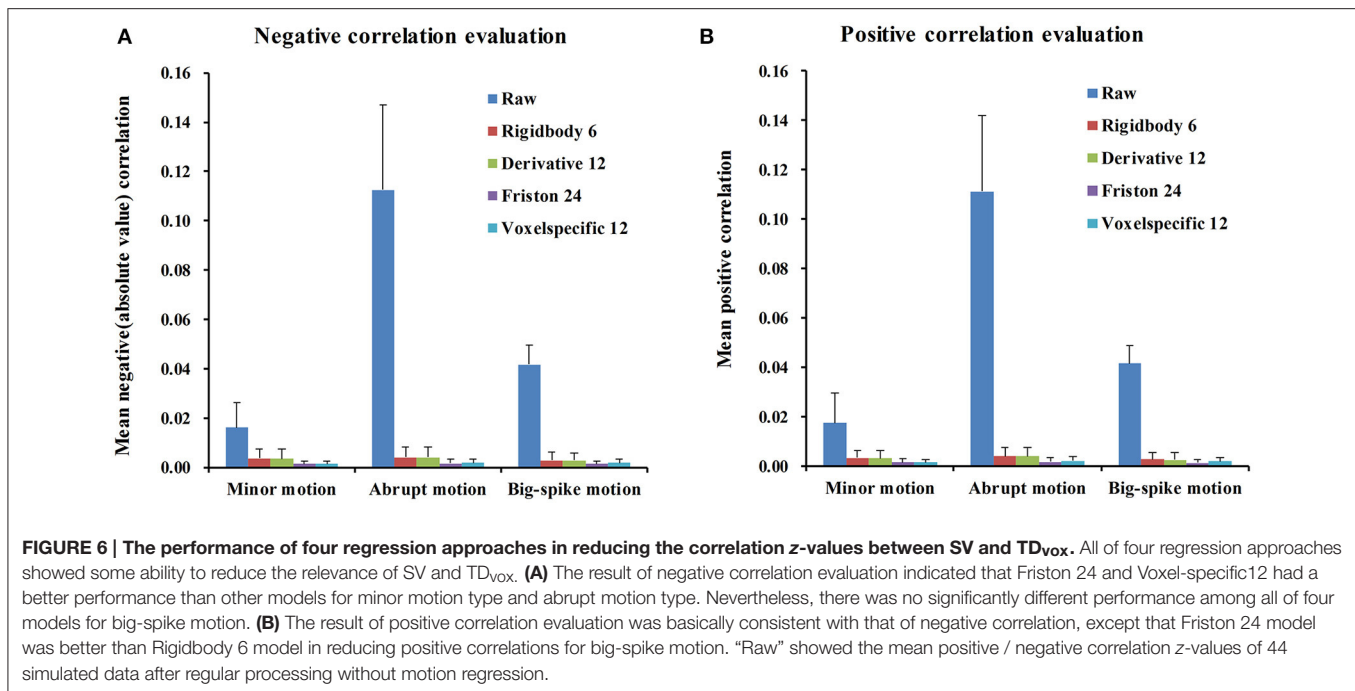 A
Negative correlation evaluation
Mean negative(absolute value) correlation
0.16
0.14
0.12
0.10
0.08
0.06
0.04
0.02
0.00
Raw
Rigidbody 6
Derivative 12
Friston 24
Voxelspecific 12
Minor motion Abrupt motion Big-spike motion
B
Positive correlation evaluation
Mean positive correlation
0.16
0.14
0.12
0.10
0.08
0.06
0.04
0.02
0.00
Raw
Rigidbody 6
Derivative 12
Friston 24
Voxelspecific 12
Minor motion Abrupt motion Big-spike motion
FIGURE 6 | The performance of four regression approaches in reducing the correlation z-values between SV and TDvox. All of four regression approaches
showed some ability to reduce the relevance of SV and TDvox. (A) The result of negative correlation evaluation indicated that Friston 24 and Voxel-specific12 had a
better performance than other models for minor motion type and abrupt motion type. Nevertheless, there was no significantly different performance among all of four
models for big-spike motion. (B) The result of positive correlation evaluation was basically consistent with that of negative correlation, except that Friston 24 model
was better than Rigidbody 6 model in reducing positive correlations for big-spike motion. “Raw” showed the mean positive / negative correlation z-values of 44
simulated data after regular processing without motion regression.